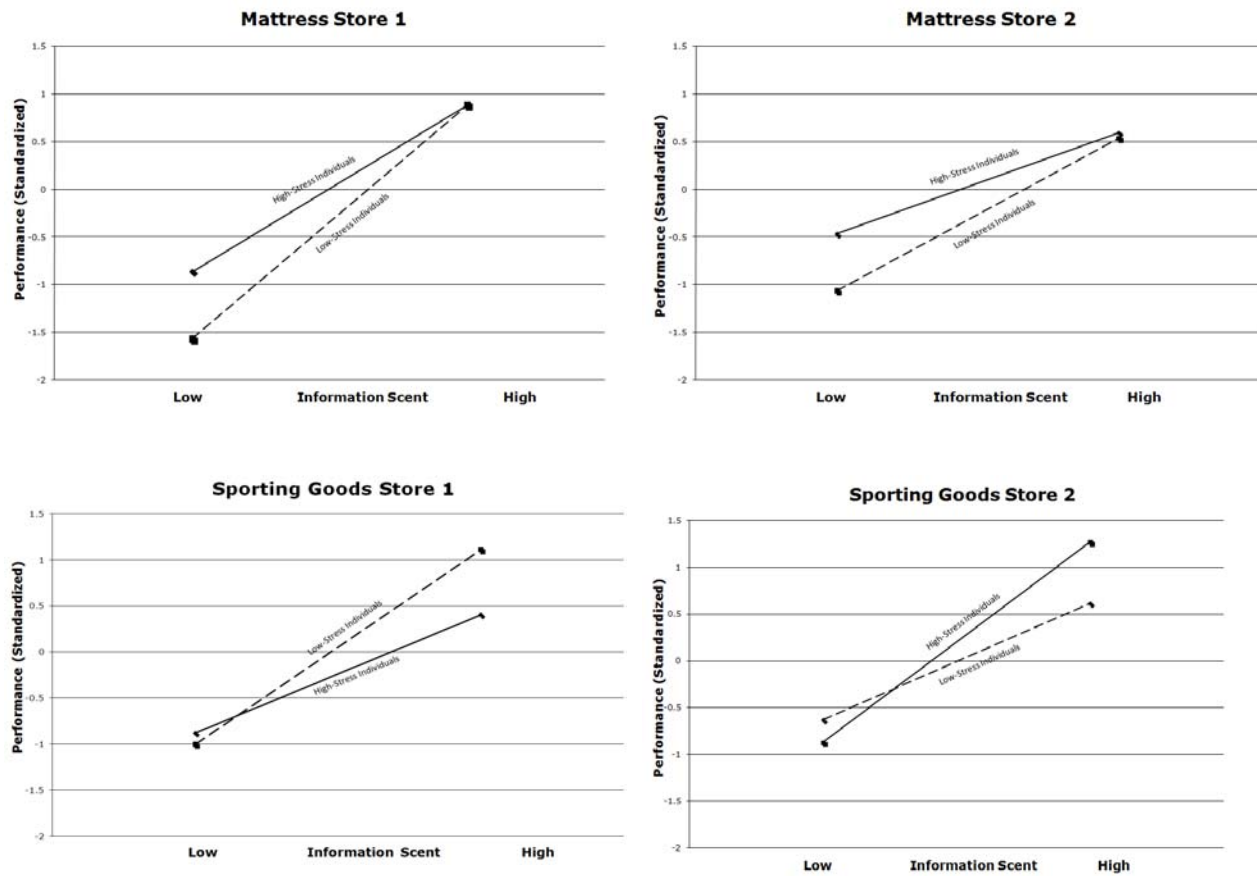 Mattress Store 1
Performance (Standardized)
1.5
1
0.5
0
-0.5
-1
-1.5
-2
High-Stress Individuals
Low-Stress Individuals
Low Information Scent High
Mattress Store 2
Performance (Standardized)
1.5
1
0.5
0
-0.5
-1
-1.5
-2
High-Stress Individuals
Low-Stress Individuals
Low Information Scent High
Sporting Goods Store 1
Performance (Standardized)
1.5
1
0.5
0
-0.5
-1
-1.5
-2
Low-Stress Individuals
High-Stress Individuals
Low Information Scent High
Sporting Goods Store 2
Performance (Standardized)
1.5
1
0.5
0
-0.5
-1
-1.5
-2
High-Stress Individuals
Low-Stress Individuals
Low Information Scent High